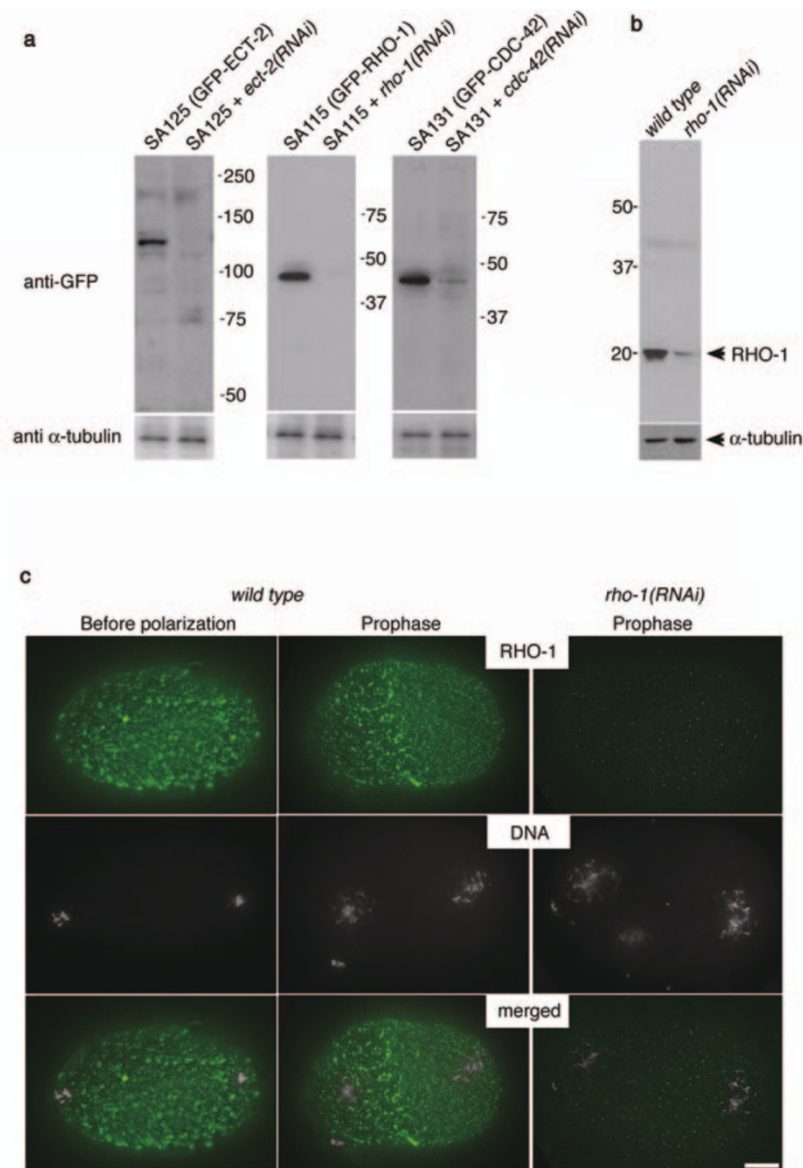 a
SA125 (GFP-ECT-2)
SA125 + ect-2(RNAi)
SA115 (GFP-RHO-1)
SA115 + rho-1(RNAi)
SA131 (GFP-CDC-42)
SA131 + cdc-42(RNAi)
anti-GFP
-250
-150
-100
-75
-50
-75
-50
-37
-75
-50
-37
anti α-tubulin
b
wild type
rho-1(RNAi)
50-
37-
20-
RHO-1
α-tubulin
c
wild type
rho-1(RNAi)
Before polarization
Prophase
Prophase
RHO-1
DNA
merged